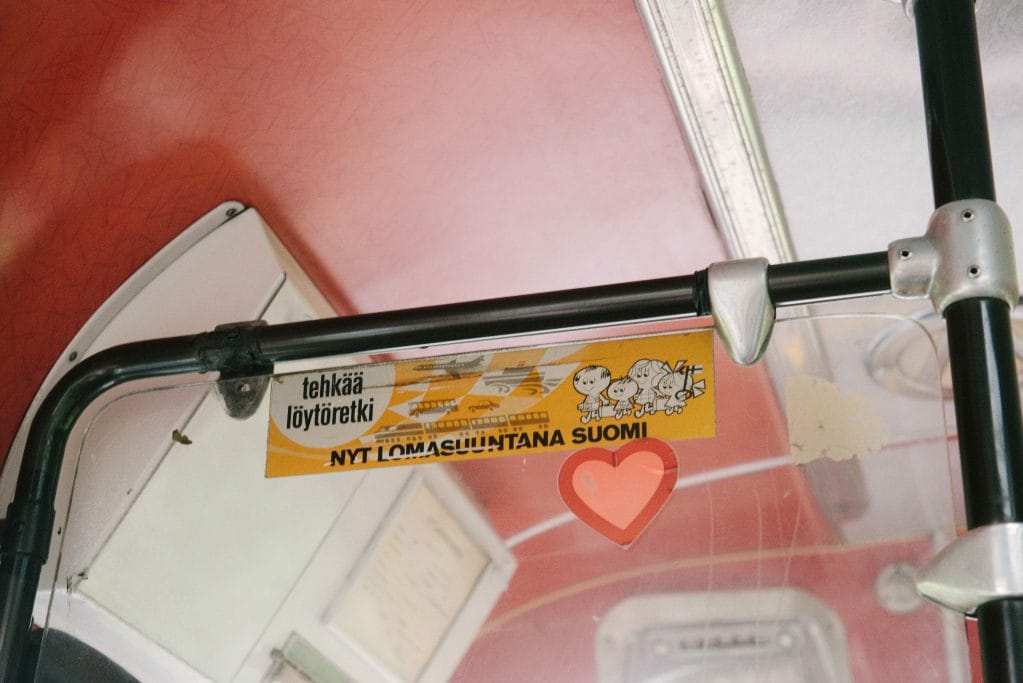 tehkää
löytöretki
NYT LOMASUUNTANA SUOMI